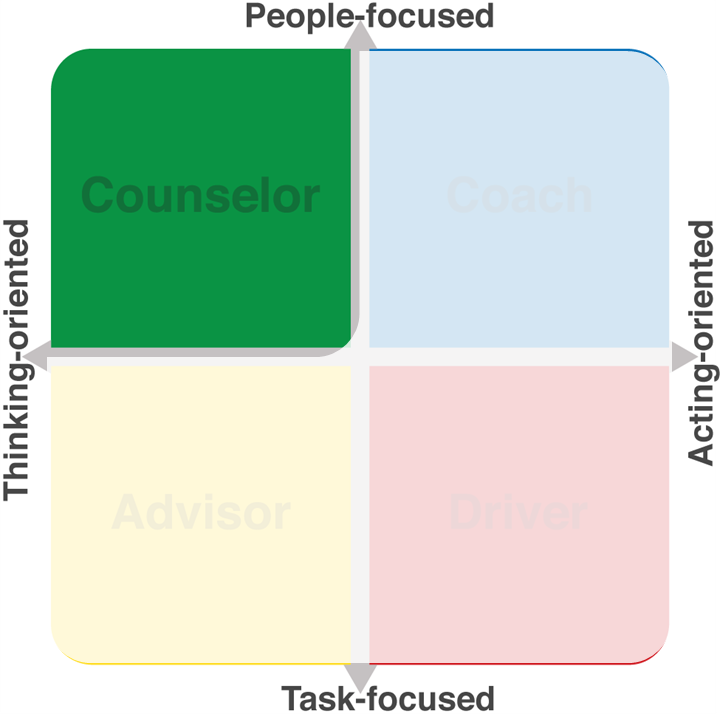 People-focused
Counselor
Coach
Thinking-oriented
Acting-oriented
Advisor
Driver
Task-focused